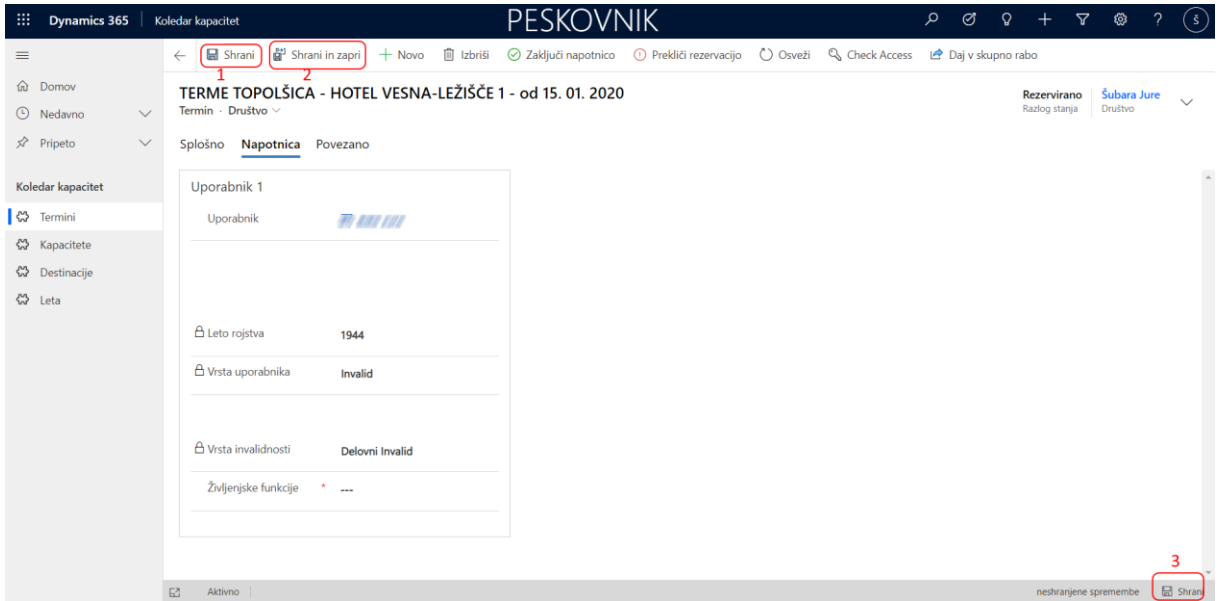 Dynamics 365 Koledar kapacitet PESKOVNIK ? Š
Shrani Shrani in zapri Novo Izbriši Zaključi napotnico Prekliči rezervacijo Osveži Check Access Daj v skupno rabo
1 2
Domov
Nedavno
Pripeto
Koledar kapacitet
Termini
Kapacitete
Destinacije
Leta
TERME TOPOLŠICA - HOTEL VESNA-LEŽIŠČE 1 - od 15. 01. 2020
Termin · Društvo
Rezervirano
Razlog stanja
Šubara Jure
Društvo
Splošno Napotnica Povezano
Uporabnik 1
Uporabnik
Leto rojstva 1944
Vrsta uporabnika Invalid
Vrsta invalidnosti Delovni Invalid
Življenjske funkcije * ---
3
Aktivno neshranjene spremembe Shrani